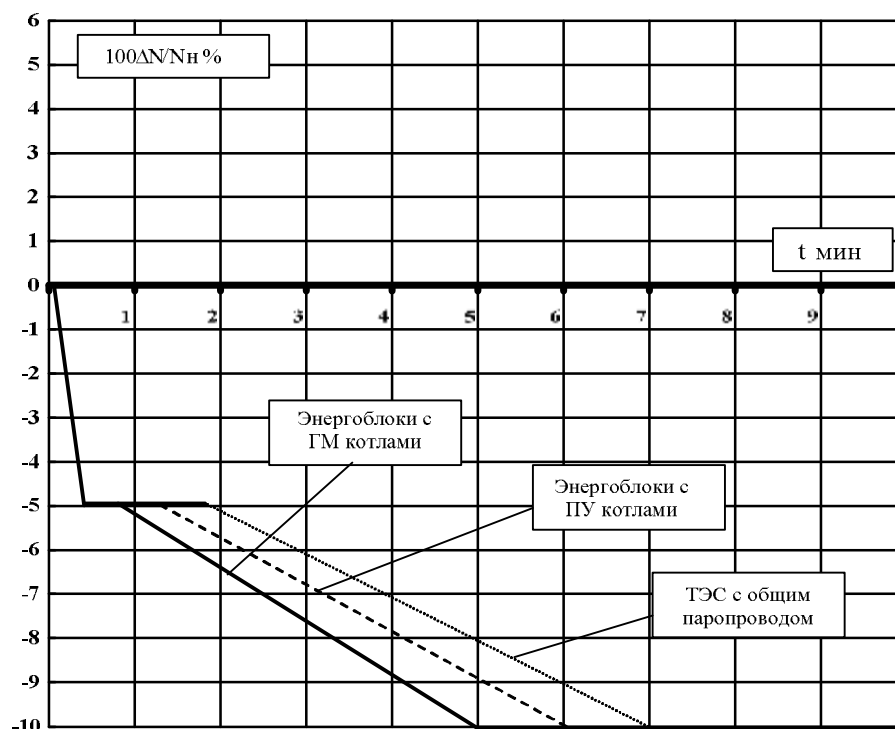 6
100ΔN/Nн %
5
4
3
2
1
t мин
0
1 2 3 4 5 6 7 8 9
-1
-2
-3
Энергоблоки с
ГМ котлами
-4
Энергоблоки с
ПУ котлами
-5
-6
-7
ТЭС с общим
паропроводом
-8
-9
-10